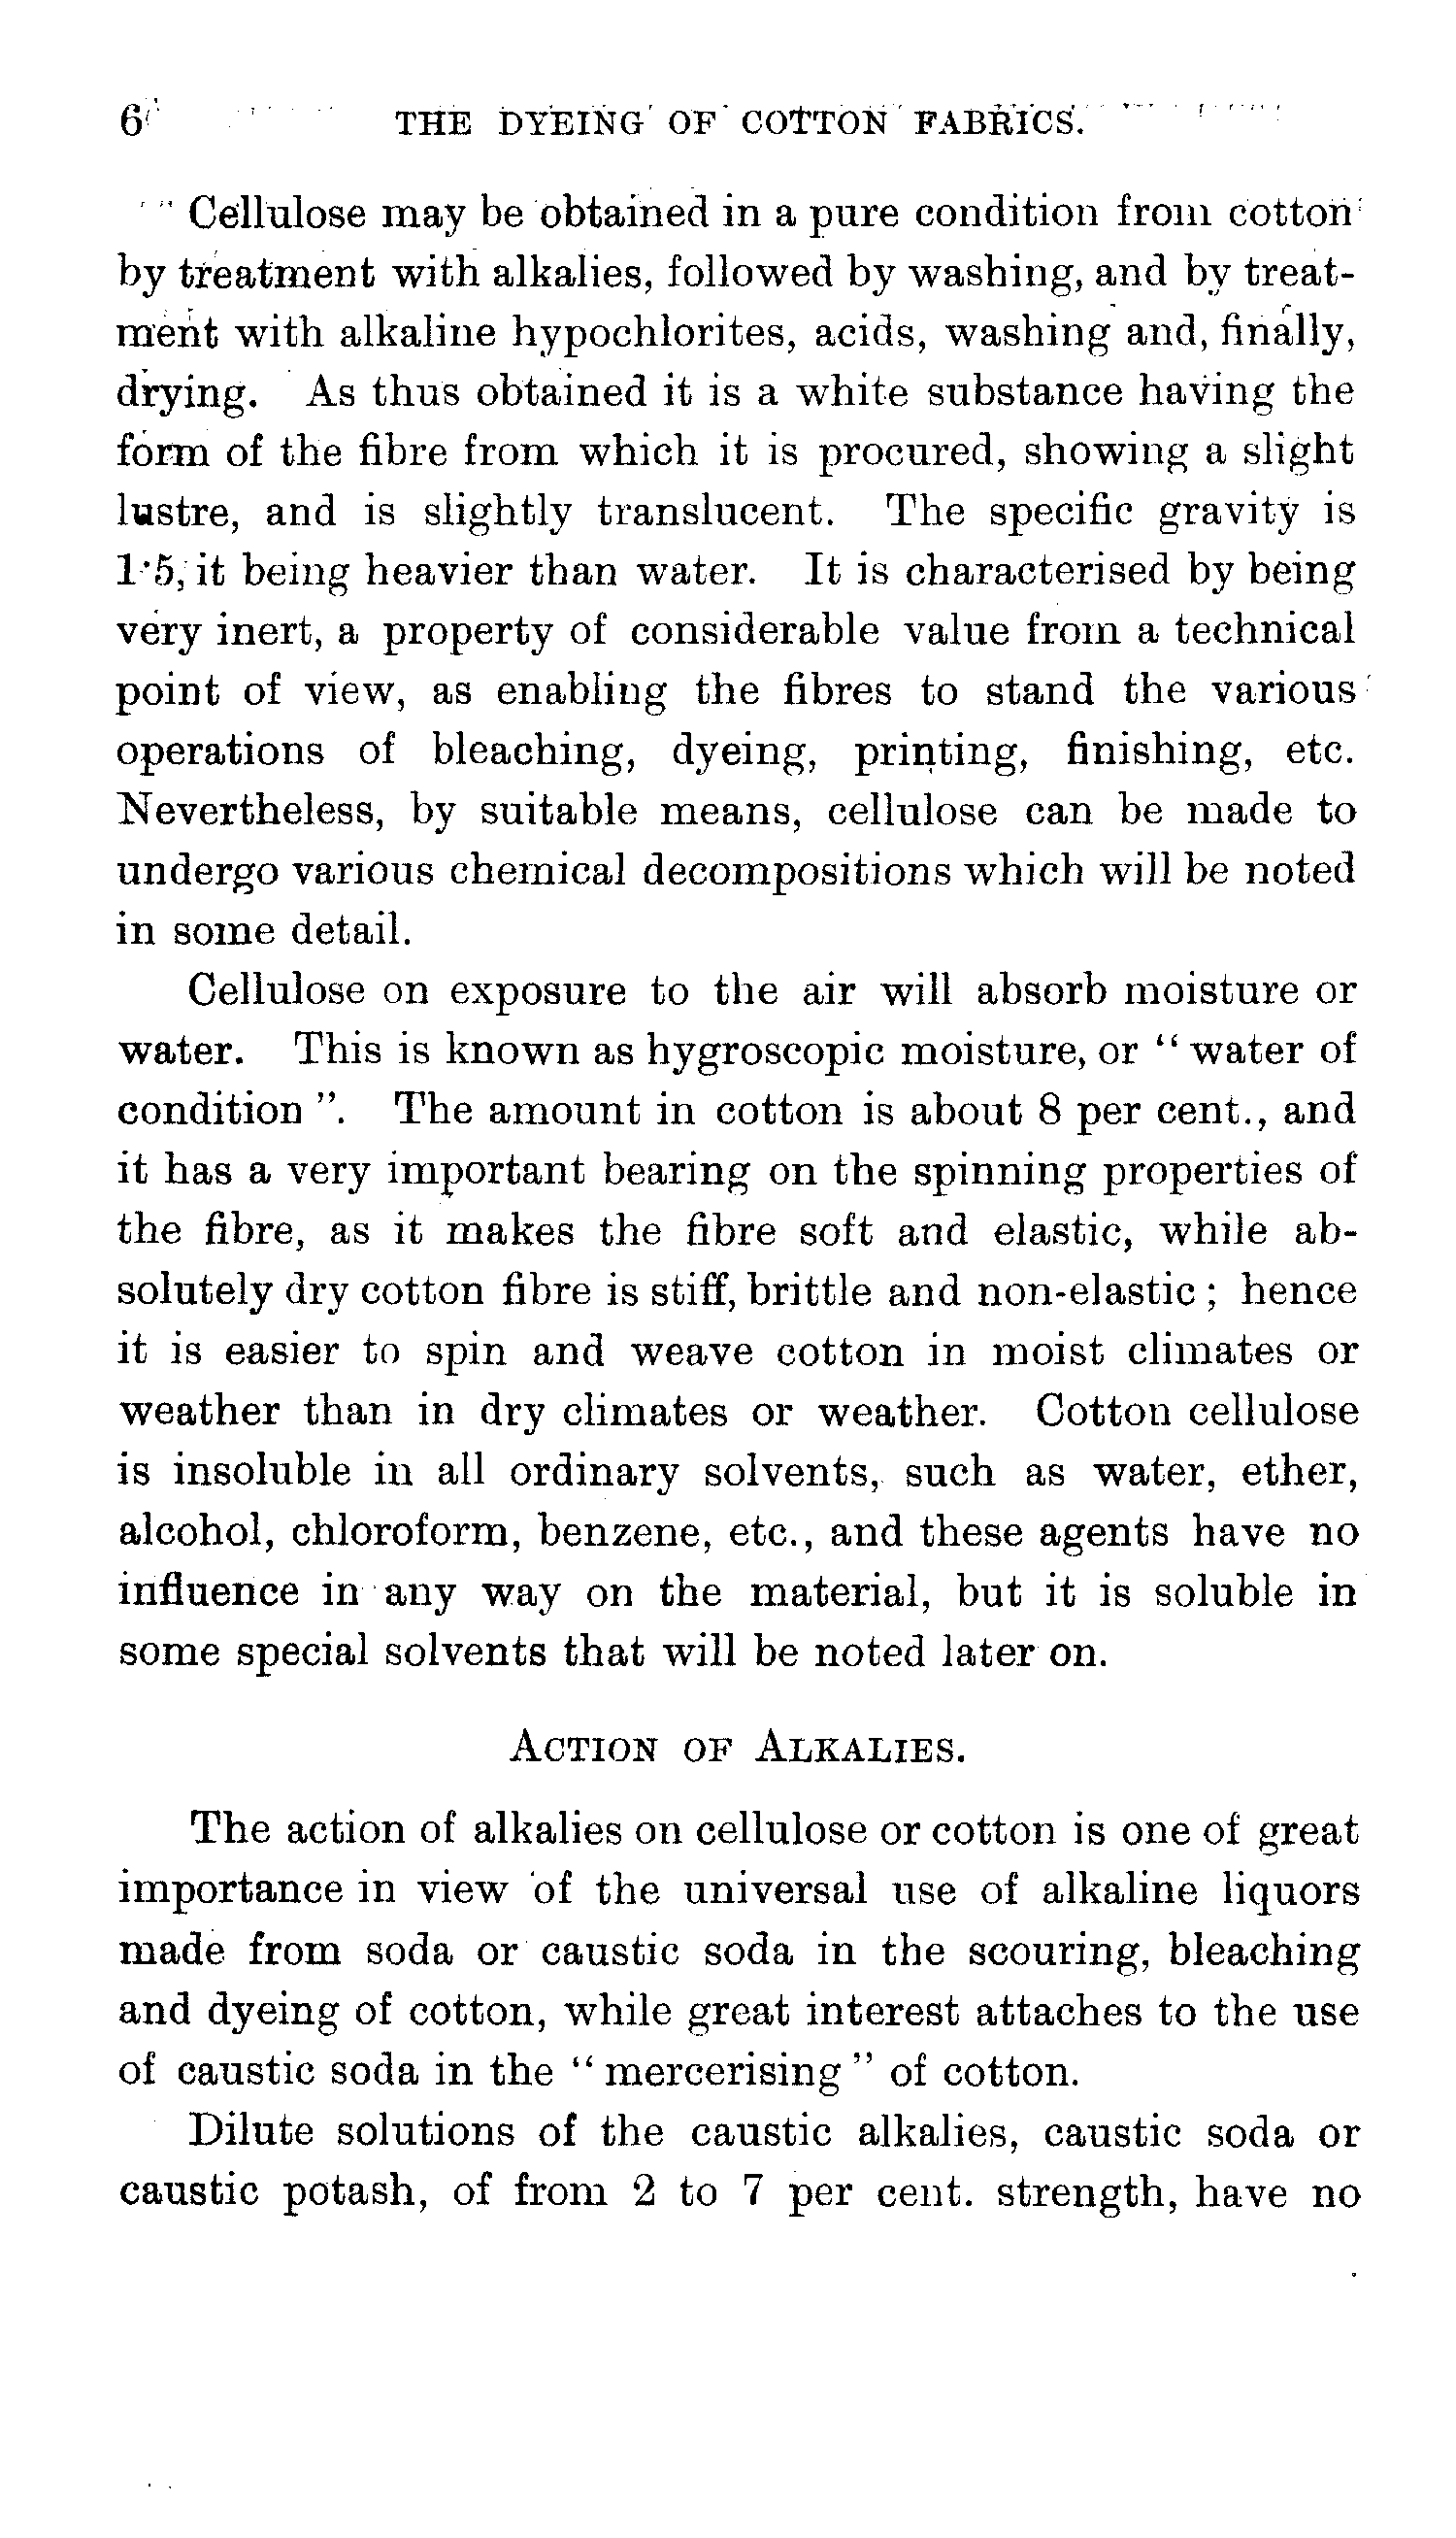 6 THE DYEING OF COTTON FABRICS.
Cellulose may be obtained in a pure condition from cotton
by treatment with alkalies, followed by washing, and by treat-
ment with alkaline hypochlorites, acids, washing and, finally,
drying. As thus obtained it is a white substance having the
form of the fibre from which it is procured, showing a slight
lustre, and is slightly translucent. The specific gravity is
1·5, it being heavier than water. It is characterised by being
very inert, a property of considerable value from a technical
point of view, as enabling the fibres to stand the various
operations of bleaching, dyeing, printing, finishing, etc.
Nevertheless, by suitable means, cellulose can be made to
undergo various chemical decompositions which will be noted
in some detail.
Cellulose on exposure to the air will absorb moisture or
water. This is known as hygroscopic moisture, or “ water of
condition ”. The amount in cotton is about 8 per cent., and
it has a very important bearing on the spinning properties of
the fibre, as it makes the fibre soft and elastic, while ab-
solutely dry cotton fibre is stiff, brittle and non-elastic ; hence
it is easier to spin and weave cotton in moist climates or
weather than in dry climates or weather. Cotton cellulose
is insoluble in all ordinary solvents, such as water, ether,
alcohol, chloroform, benzene, etc., and these agents have no
influence in any way on the material, but it is soluble in
some special solvents that will be noted later on.
ACTION OF ALKALIES.
The action of alkalies on cellulose or cotton is one of great
importance in view of the universal use of alkaline liquors
made from soda or caustic soda in the scouring, bleaching
and dyeing of cotton, while great interest attaches to the use
of caustic soda in the “ mercerising ” of cotton.
Dilute solutions of the caustic alkalies, caustic soda or
caustic potash, of from 2 to 7 per cent. strength, have no